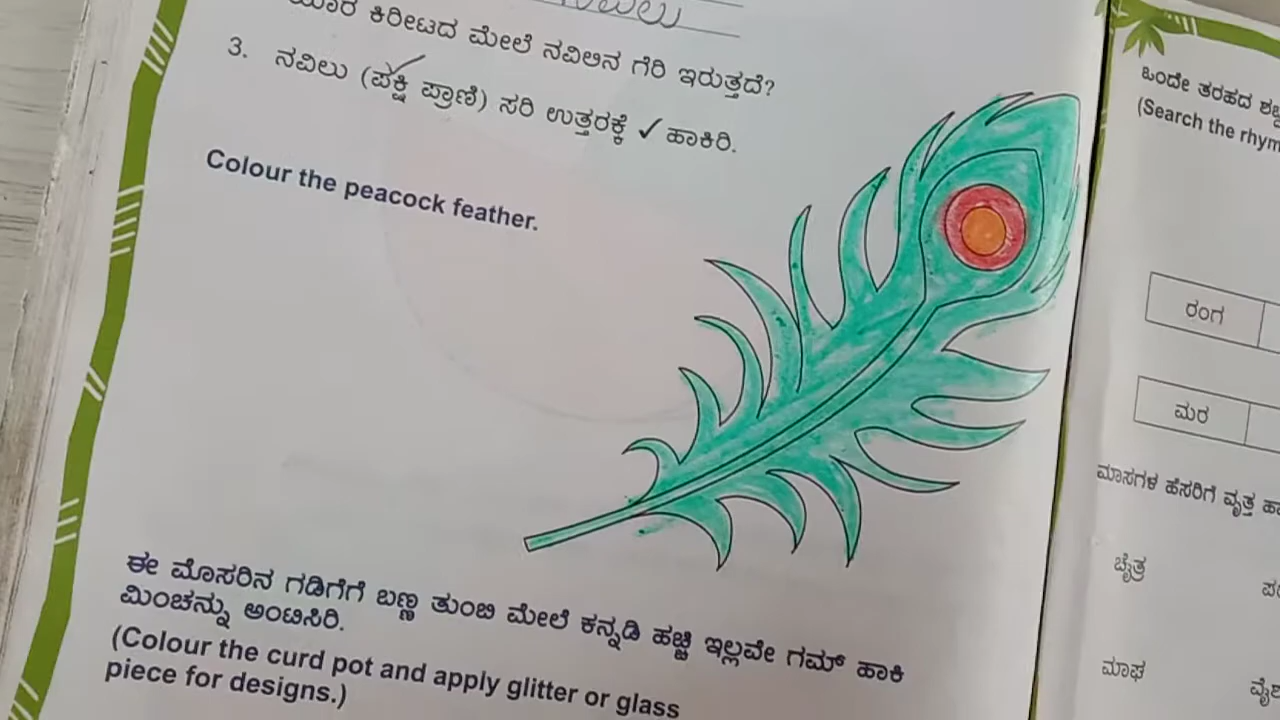 ಕಿರೀಟದ ಮೇಲೆ ನವಿಲಿನ ಗೆರಿ ಇರುತ್ತದೆ?
3. ನವಿಲು (ಪಕ್ಷಿ ಪ್ರಾಣಿ) ಸರಿ ಉತ್ತರಕ್ಕೆ ✓ ಹಾಕಿರಿ.
Colour the peacock feather.
ಈ ಮೊಸರಿನ ಗಡಿಗೆಗೆ ಬಣ್ಣ ತುಂಬಿ ಮೇಲೆ ಕನ್ನಡಿ ಹಚ್ಚಿ ಇಲ್ಲವೇ ಗಮ್ ಹಾಕಿ
ಮಿಂಚನ್ನು ಅಂಟಿಸಿರಿ.
(Colour the curd pot and apply glitter or glass
piece for designs.)
ಒಂದೇ ತರಹದ
(Search the
ರಂಗ
ಮರ
ಮಾಸಗಳ ಹೆಸರಿಗೆ ವೃತ್ತ
ಚೈತ್ರ
ಮಾಘ